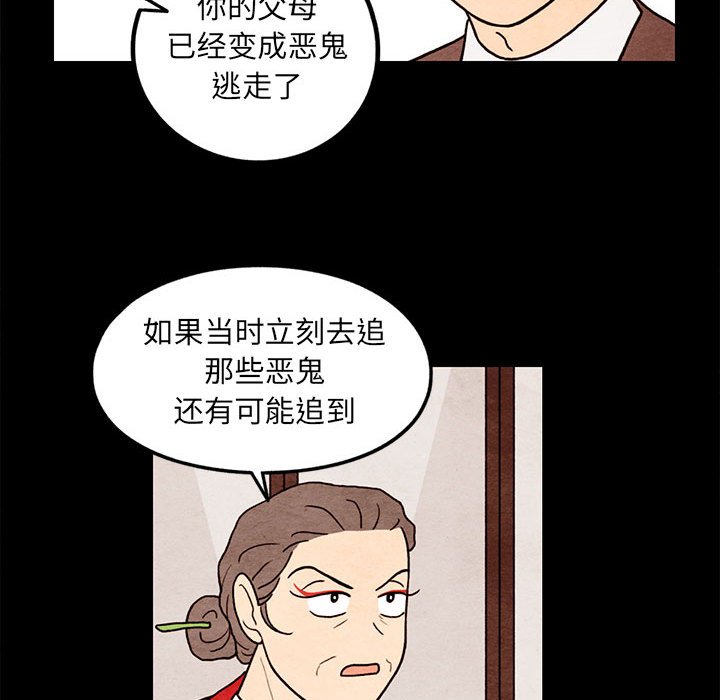 你的父母
已经变成恶鬼
逃走了
如果当时立刻去追
那些恶鬼
还有可能追到